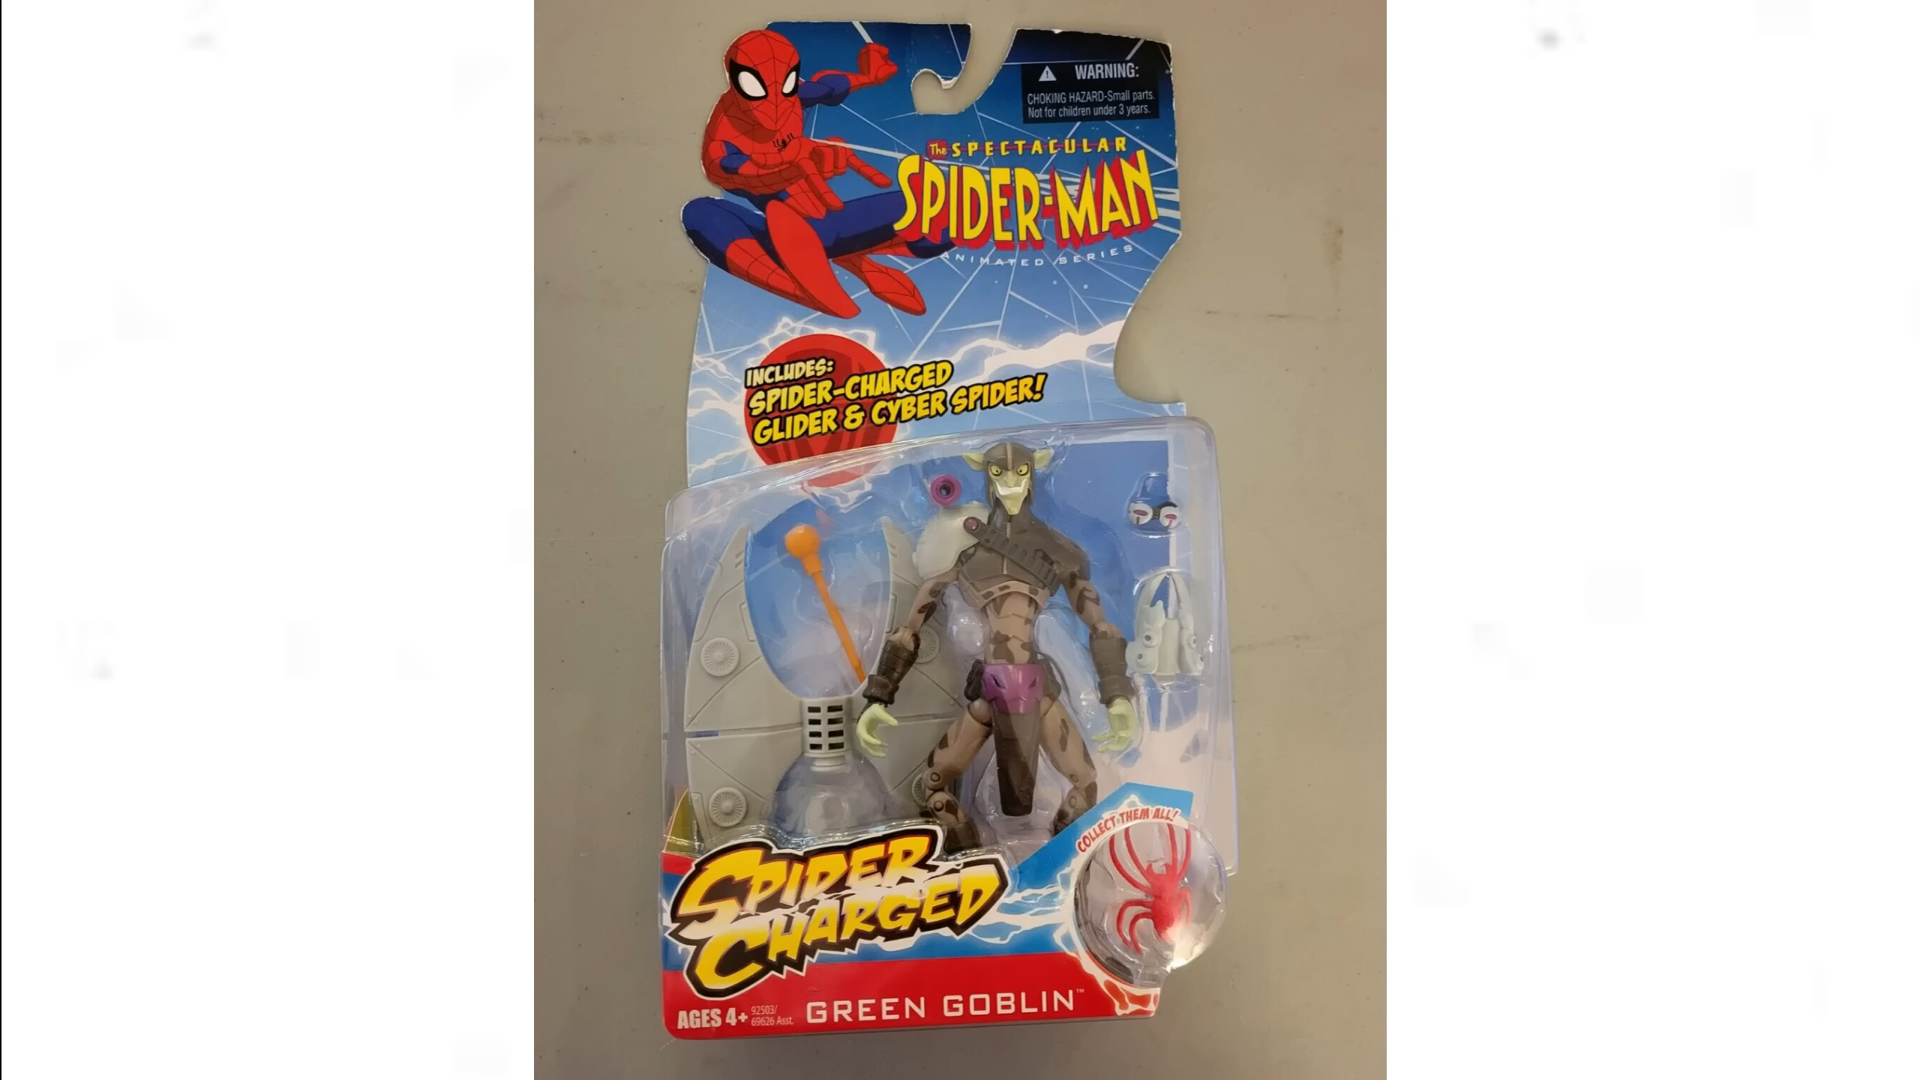 WARNING:
CHOKING HAZARD-Small parts.
Not for children under 3 years.
The SPECTACULAR
SPIDER-MAN
ANIMATED SERIES
INCLUDES:
SPIDER-CHARGED
GLIDER & CYBER SPIDER!
COLLECT THEM ALL!
SPIDER
CHARGED
AGES 4+ 92503/
69626 Asst.
GREEN GOBLIN™